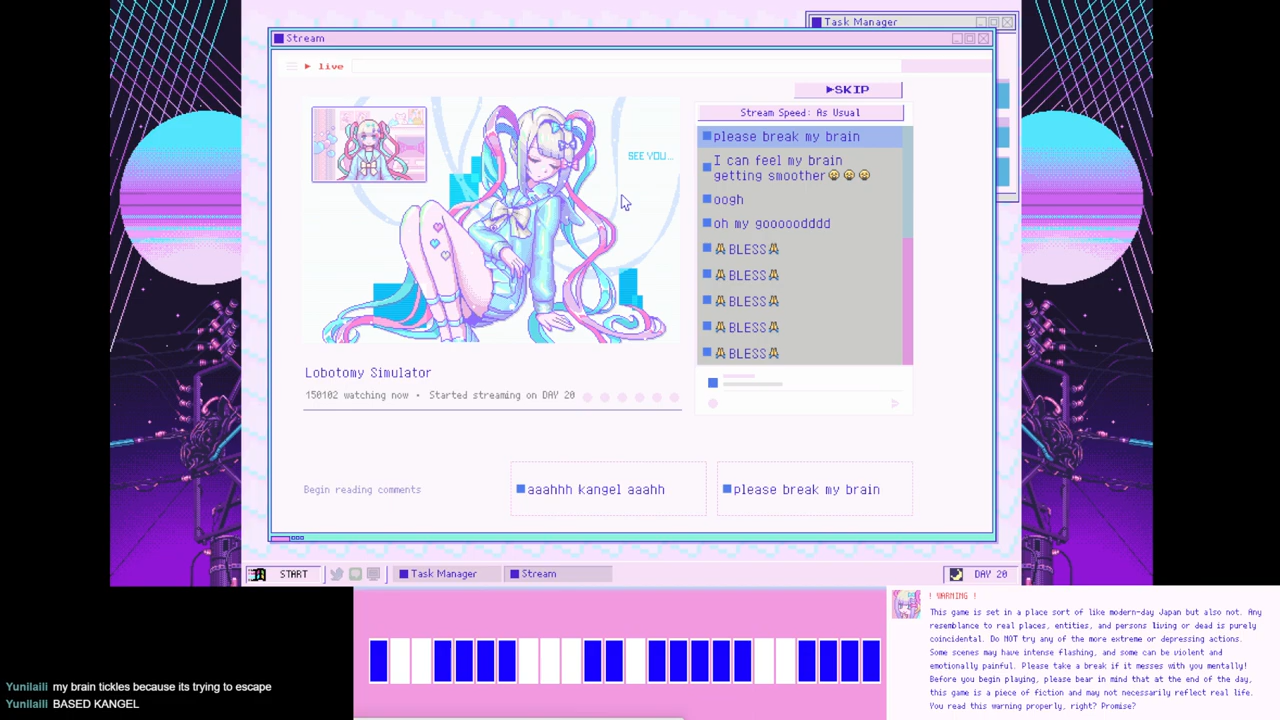 Task Manager
Stream
live
▶SKIP
Stream Speed: As Usual
please break my brain
I can feel my brain
getting smoother😂😂😂
oogh
oh my goooooodddd
🙏BLESS🙏
🙏BLESS🙏
🙏BLESS🙏
🙏BLESS🙏
🙏BLESS🙏
SEE YOU...
Lobotomy Simulator
150102 watching now • Started streaming on DAY 20
Begin reading comments
aaahhh kangel aaahh
please break my brain
START
Task Manager
Stream
DAY 20
! WARNING !
This game is set in a place sort of like modern-day Japan but also not. Any
resemblance to real places, entities, and persons living or dead is purely
coincidental. Do NOT try any of the more extreme or depressing actions.
Some scenes may have intense flashing, and some can be violent and
emotionally painful. Please take a break if it messes with you mentally!
Before you begin playing, please bear in mind that at the end of the day,
this game is a piece of fiction and may not necessarily reflect real life.
You read this warning properly, right? Promise?
Yunilaili my brain tickles because its trying to escape
Yunilaili BASED KANGEL